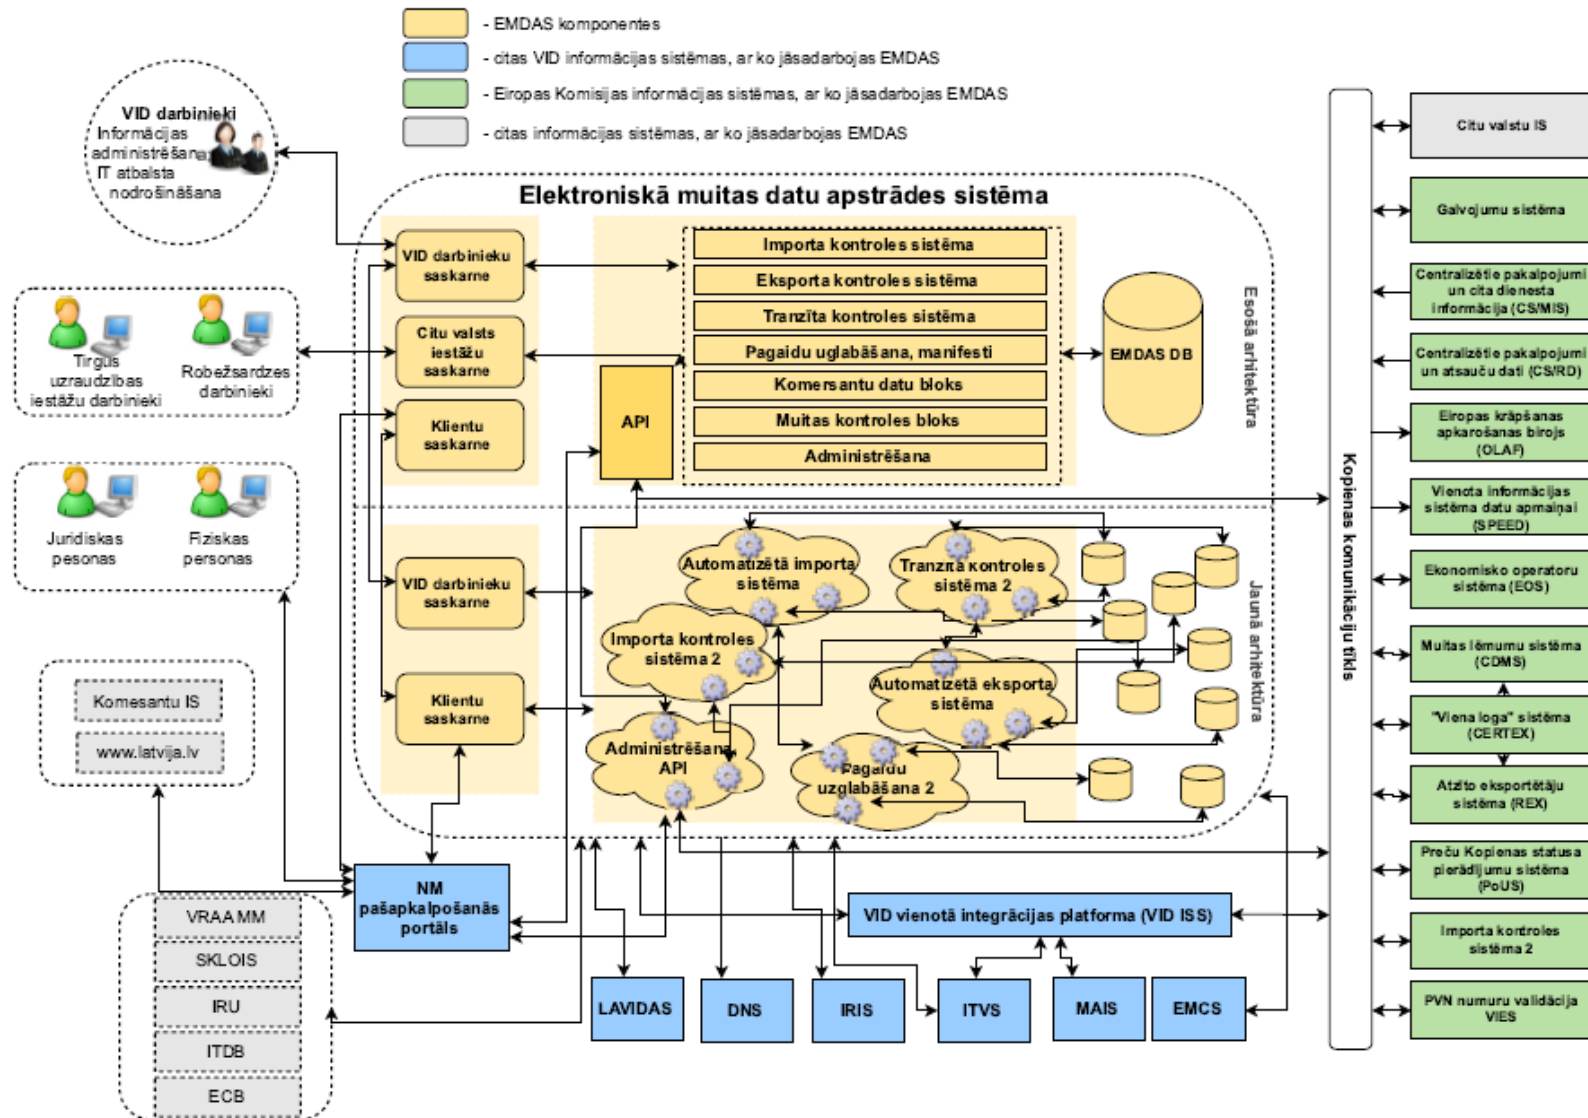 - EMDAS komponentes
- citas VID informācijas sistēmas, ar ko jāsadarbojas EMDAS
- Eiropas Komisijas informācijas sistēmas, ar ko jāsadarbojas EMDAS
- citas informācijas sistēmas, ar ko jāsadarbojas EMDAS
VID darbinieki
Informācijas
administrēšana,
IT atbalsta
nodrošināšana
Tirgus
uzraudzības
iestāžu darbinieki
Robežsardzes
darbinieki
Juridiskas
pesonas
Fiziskas
personas
Komesantu IS
www.latvija.lv
VRAA MM
SKLOIS
IRU
ITDB
ECB
Elektroniskā muitas datu apstrādes sistēma
VID darbinieku
saskarne
Citu valsts
iestāžu
saskarne
Klientu
saskarne
API
Importa kontroles sistēma
Eksporta kontroles sistēma
Tranzīta kontroles sistēma
Pagaidu uglabāšana, manifesti
Komersantu datu bloks
Muitas kontroles bloks
Administrēšana
EMDAS DB
Esošā arhitektūra
VID darbinieku
saskarne
Klientu
saskarne
Automatizētā importa
sistēma
Tranzīta kontroles
sistēma 2
Importa kontroles
sistēma 2
Automatizētā eksporta
sistēma
Administrēšana
API
Pagaidu
uzglabāšana 2
Jaunā arhitektūra
NM
pašapkalpošanās
portāls
VID vienotā integrācijas platforma (VID ISS)
LAVIDAS
DNS
IRIS
ITVS
MAIS
EMCS
Kopienas komunikāciju tīkls
Citu valstu IS
Galvojumu sistēma
Centralizētie pakalpojumi
un cita dienesta
informācija (CS/MIS)
Centralizētie pakalpojumi
un atsauču dati (CS/RD)
Eiropas krāpšanas
apkarošanas birojs
(OLAF)
Vienota informācijas
sistēma datu apmaiņai
(SPEED)
Ekonomisko operatoru
sistēma (EOS)
Muitas lēmumu sistēma
(CDMS)
"Viena loga" sistēma
(CERTEX)
Atzīto eksportētāju
sistēma (REX)
Preču Kopienas statusa
pierādījumu sistēma
(PoUS)
Importa kontroles
sistēma 2
PVN numuru validācija
VIES